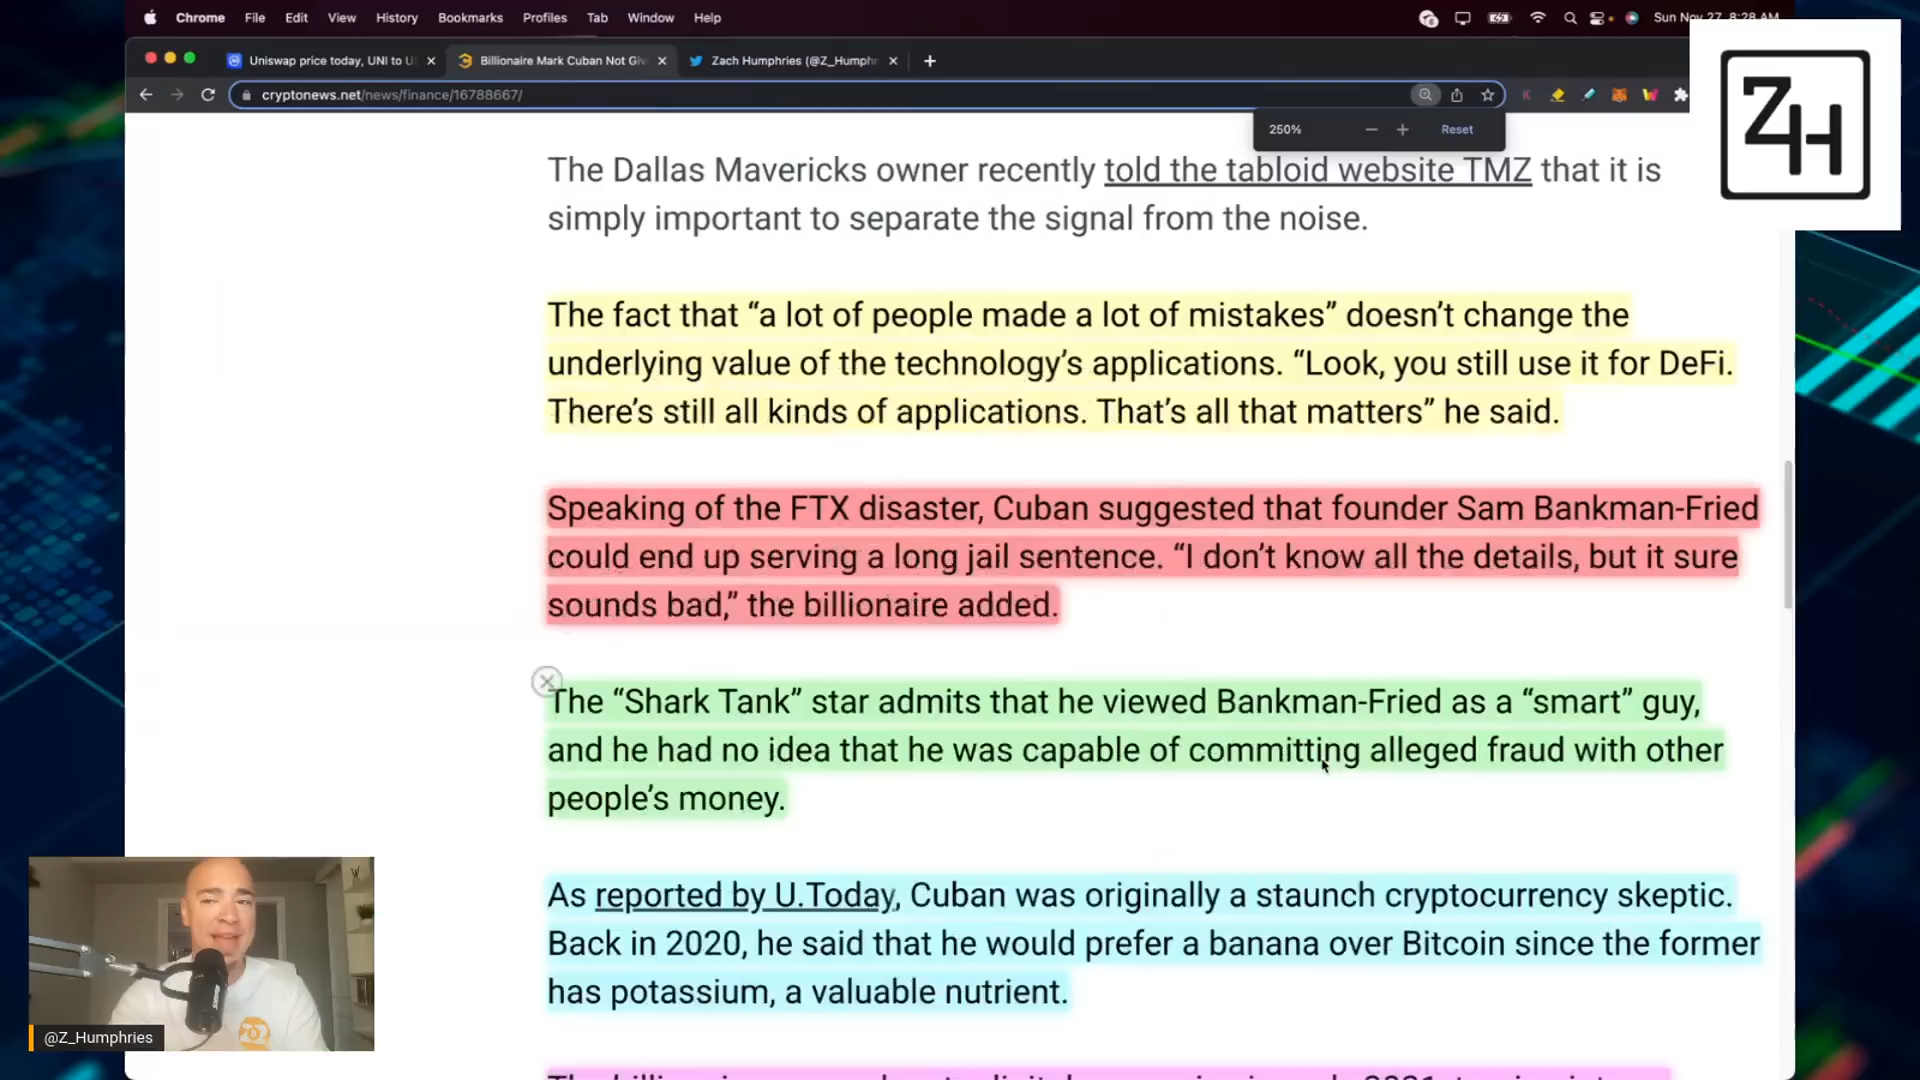 Chrome File Edit View History Bookmarks Profiles Tab Window Help
Sun Nov 27 8:28 AM
Uniswap price today, UNI to U
Billionaire Mark Cuban Not Giv
Zach Humphries (@Z_Humphr
cryptonews.net/news/finance/16788667/
250% Reset
ZH
The Dallas Mavericks owner recently told the tabloid website TMZ that it is
simply important to separate the signal from the noise.
The fact that “a lot of people made a lot of mistakes” doesn’t change the
underlying value of the technology’s applications. “Look, you still use it for DeFi.
There’s still all kinds of applications. That’s all that matters” he said.
Speaking of the FTX disaster, Cuban suggested that founder Sam Bankman-Fried
could end up serving a long jail sentence. “I don’t know all the details, but it sure
sounds bad,” the billionaire added.
The “Shark Tank” star admits that he viewed Bankman-Fried as a “smart” guy,
and he had no idea that he was capable of committing alleged fraud with other
people’s money.
As reported by U.Today, Cuban was originally a staunch cryptocurrency skeptic.
Back in 2020, he said that he would prefer a banana over Bitcoin since the former
has potassium, a valuable nutrient.
@Z_Humphries